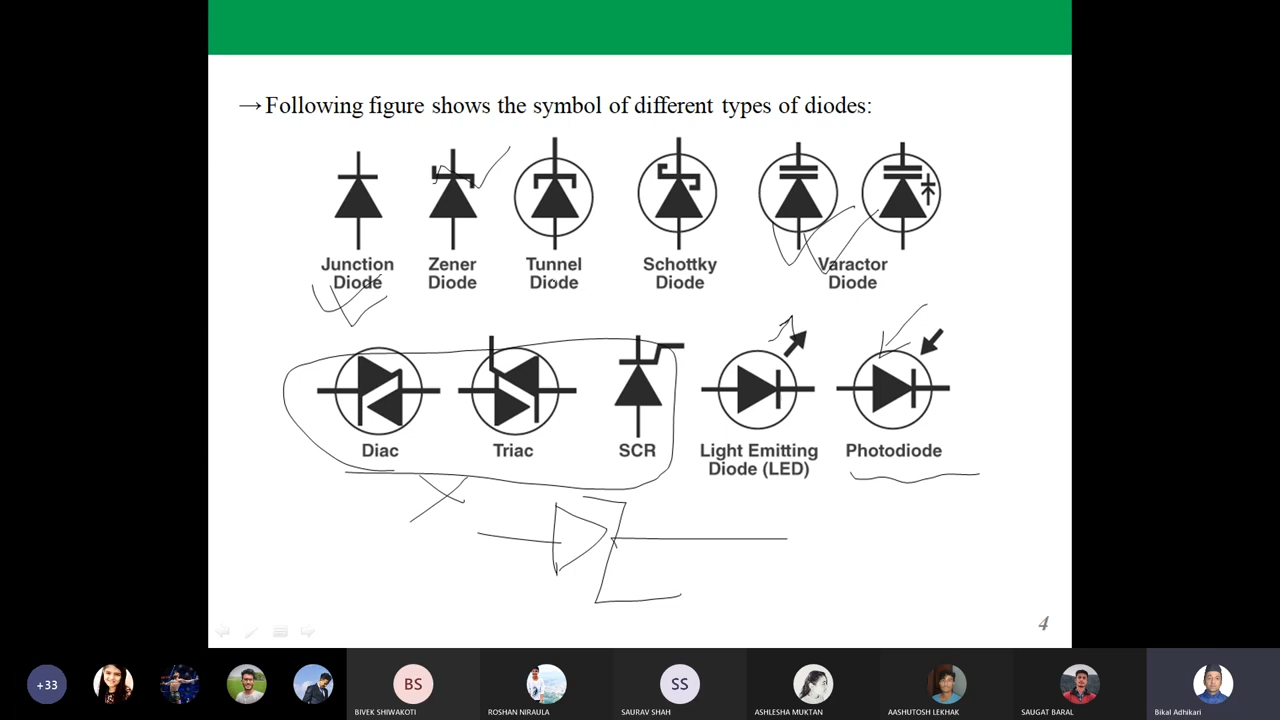 →Following figure shows the symbol of different types of diodes:
Junction Diode
Zener Diode
Tunnel Diode
Schottky Diode
Varactor Diode
Diac
Triac
SCR
Light Emitting Diode (LED)
Photodiode
4
+33
BS
SS
BIVEK SHIWAKOTI
ROSHAN NIRAULA
SAURAV SHAH
ASHLESHA MUKTAN
AASHUTOSH LEKHAK
SAUGAT BARAL
Bikal Adhikari